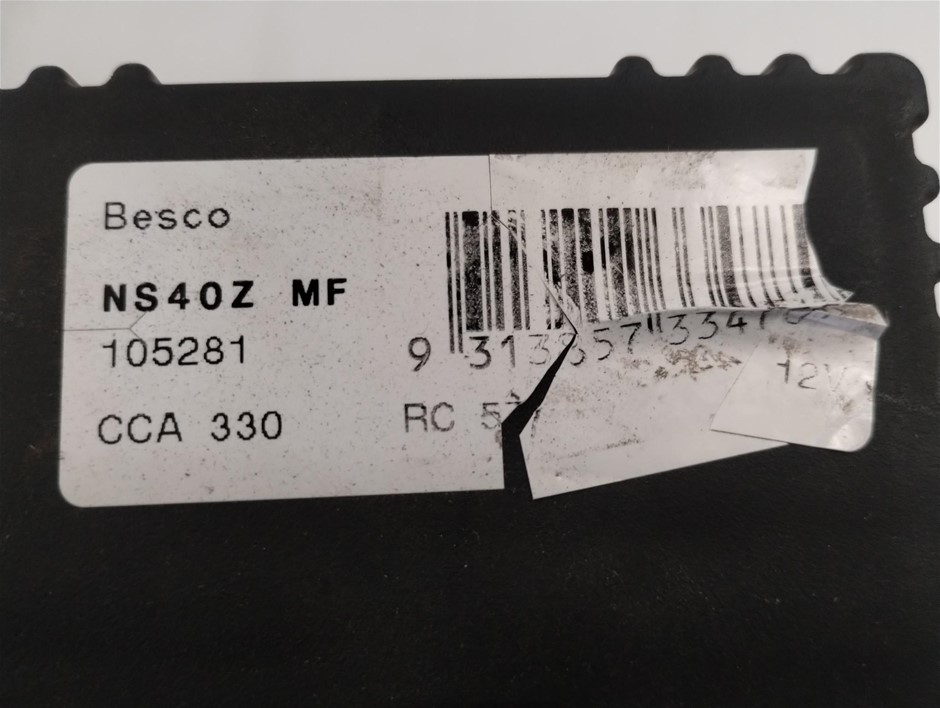 Besco
NS40Z MF
105281
CCA 330
RC
12V